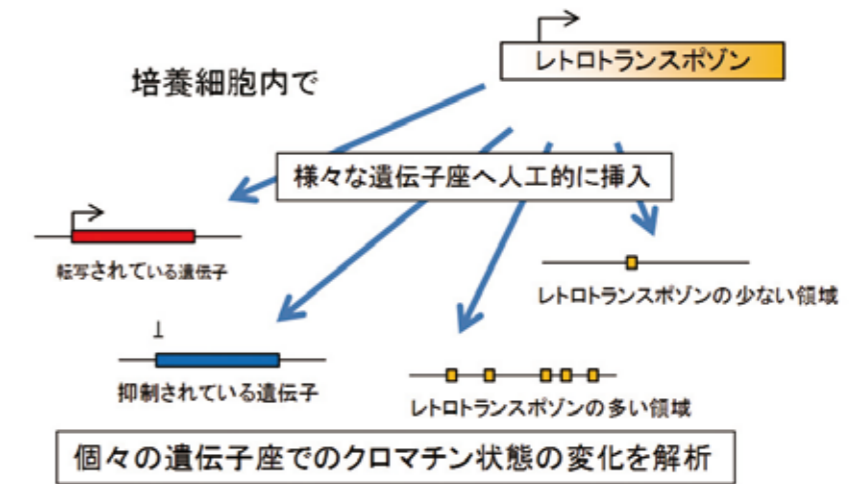 レトロトランスポゾン
培養細胞内で
様々な遺伝子座へ人工的に挿入
転写されている遺伝子
レトロトランスポゾンの少ない領域
抑制されている遺伝子
レトロトランスポゾンの多い領域
個々の遺伝子座でのクロマチン状態の変化を解析